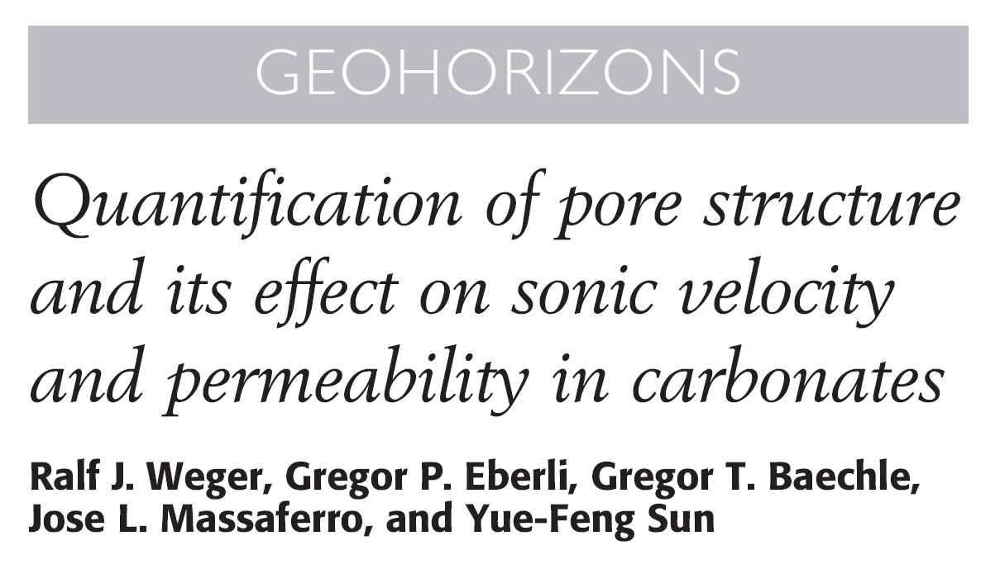 GEOHORIZONS
Quantification of pore structure
and its effect on sonic velocity
and permeability in carbonates
Ralf J. Weger, Gregor P. Eberli, Gregor T. Baechle,
Jose L. Massaferro, and Yue-Feng Sun